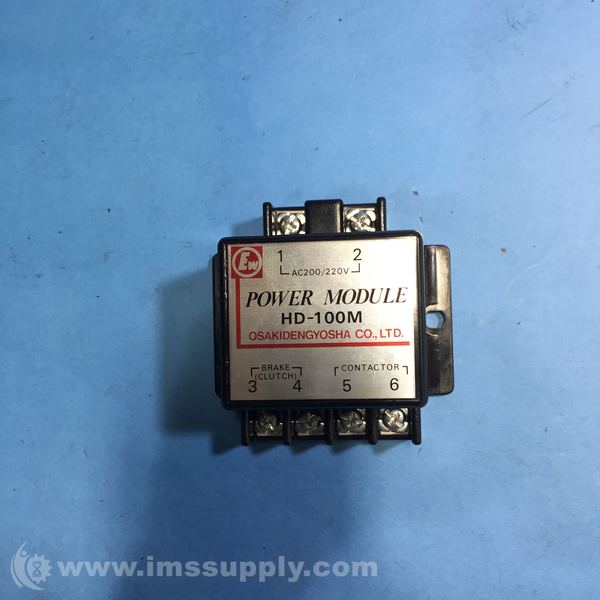 1 2
Ew
AC200/220V
POWER MODULE
HD-100M
OSAKIDENGYOSHA CO., LTD.
BRAKE CONTACTOR
(CLUTCH)
3 4 5 6
© www.imssupply.com